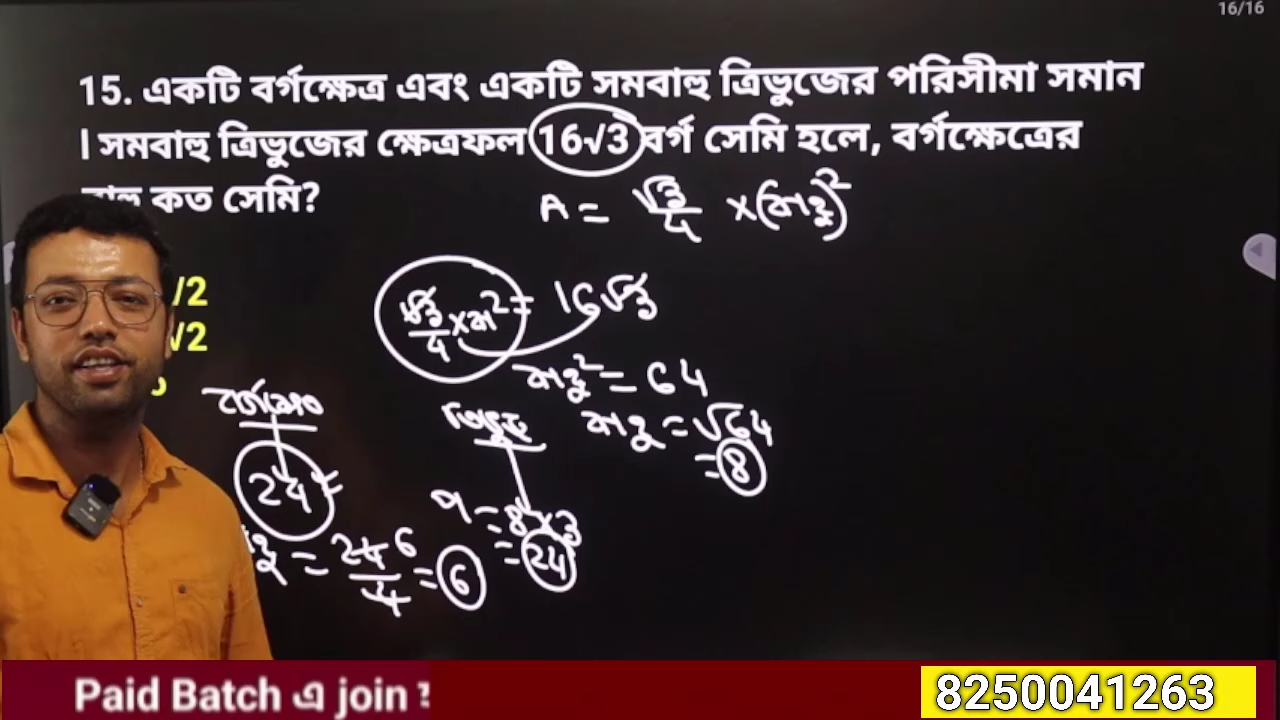 16/16
15. একটি বর্গক্ষেত্র এবং একটি সমবাহু ত্রিভুজের পরিসীমা সমান
। সমবাহু ত্রিভুজের ক্ষেত্রফল 16√3 বর্গ সেমি হলে, বর্গক্ষেত্রের
কত সেমি?
A = √3/4 ×(বাহু)²
√2
√3/4 × বা² = 16√3
√2
বাহু² = 64
ত্রিভুজ
বাহু = √64
= 8
24 =
প = 8×3
= 24
= 24/4 6 = 6
Paid Batch এ join
8250041263